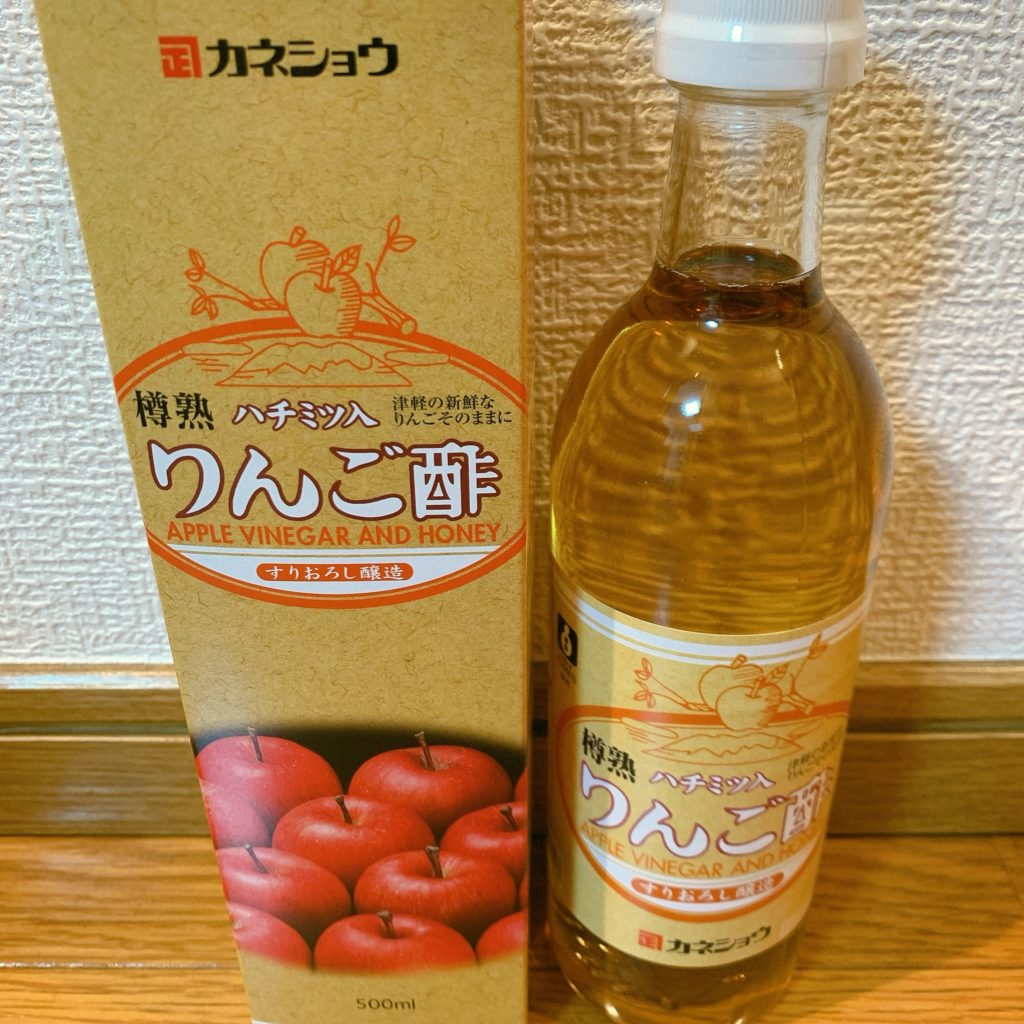 正カネショウ
樽熟 ハチミツ入 津軽の新鮮な
りんごそのままに
りんご酢
APPLE VINEGAR AND HONEY
すりおろし醸造
500ml
樽熟 ハチミツ入
りんご酢
APPLE VINEGAR AND HONEY
すりおろし醸造
正カネショウ